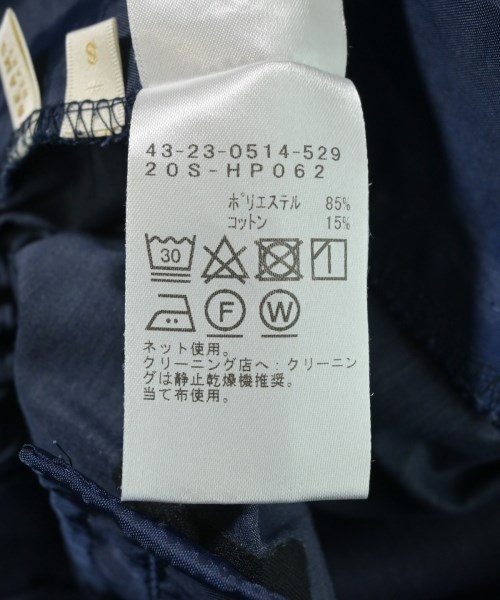 S
43-23-0514-529
20S-HP062
ポリエステル 85%
コットン 15%
30
F
W
ネット使用。
クリーニング店へ：クリーニン
グは静止乾燥機推奨。
当て布使用。